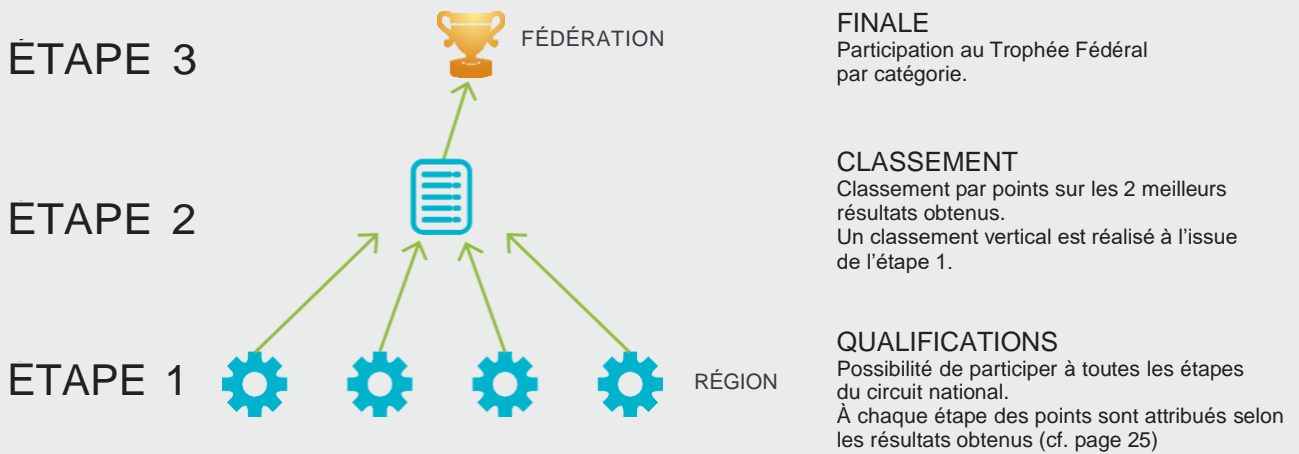 ÉTAPE 3
FÉDÉRATION
FINALE
Participation au Trophée Fédéral
par catégorie.
ÉTAPE 2
CLASSEMENT
Classement par points sur les 2 meilleurs
résultats obtenus.
Un classement vertical est réalisé à l’issue
de l’étape 1.
ÉTAPE 1
RÉGION
QUALIFICATIONS
Possibilité de participer à toutes les étapes
du circuit national.
À chaque étape des points sont attribués selon
les résultats obtenus (cf. page 25)